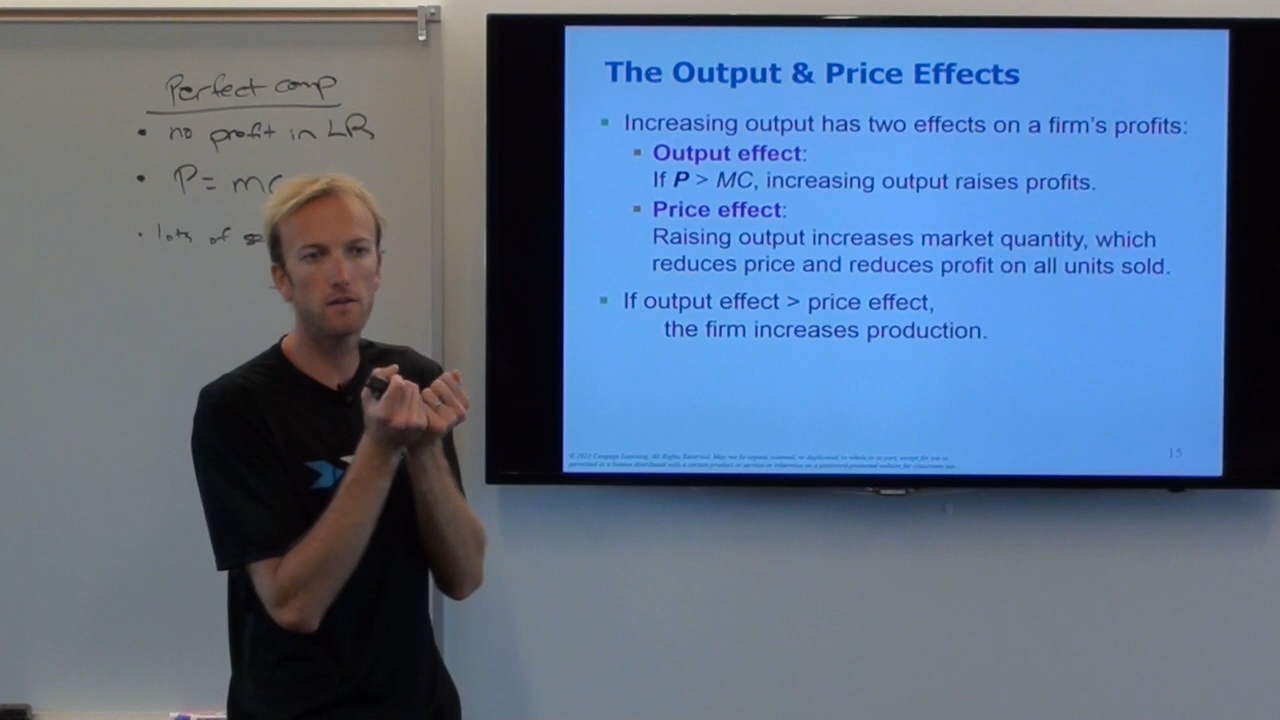 Perfect comp
• no profit in LR
• P = mc
• lots of
The Output & Price Effects
Increasing output has two effects on a firm's profits:
Output effect:
If P > MC, increasing output raises profits.
Price effect:
Raising output increases market quantity, which
reduces price and reduces profit on all units sold.
If output effect > price effect,
the firm increases production.
15